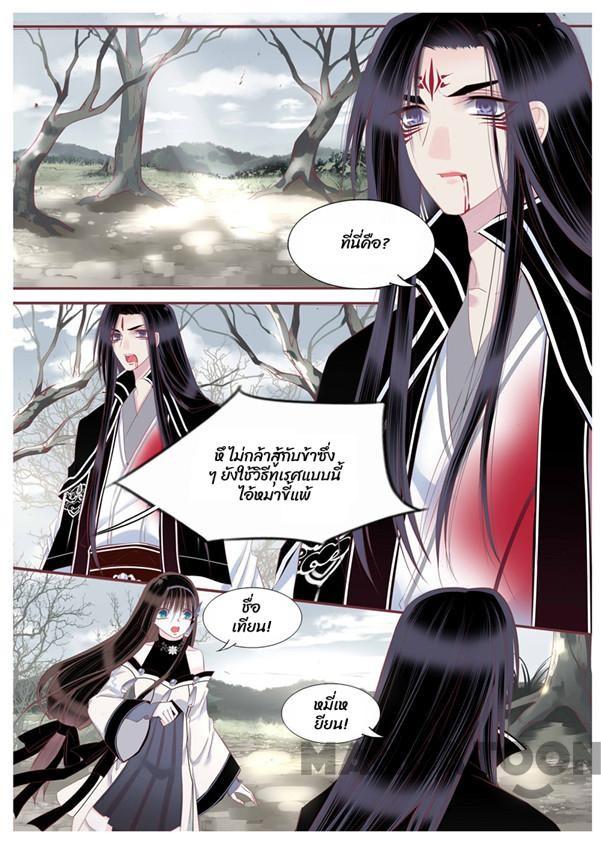 ที่นี่คือ?
หึ ไม่กล้าสู้กับข้าซึ่ง
ๆ ยังใช้วิธีทุเรศแบบนี้
ไอ้หมาขี้แพ้
ชื่อ
เทียน!
หมี่เห
ยียน!